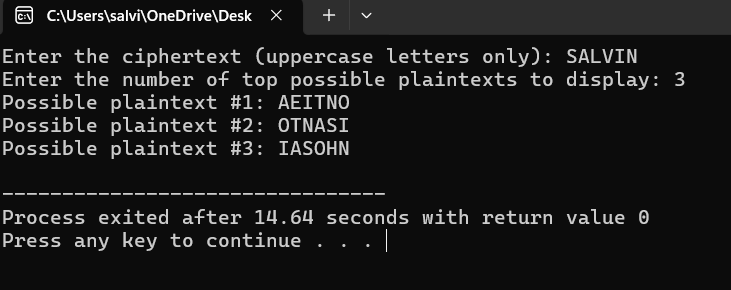 C:\Users\salvi\OneDrive\Desk
Enter the ciphertext (uppercase letters only): SALVIN
Enter the number of top possible plaintexts to display: 3
Possible plaintext #1: AEITNO
Possible plaintext #2: OTNASI
Possible plaintext #3: IASOHN
--------------------------------
Process exited after 14.64 seconds with return value 0
Press any key to continue . . .